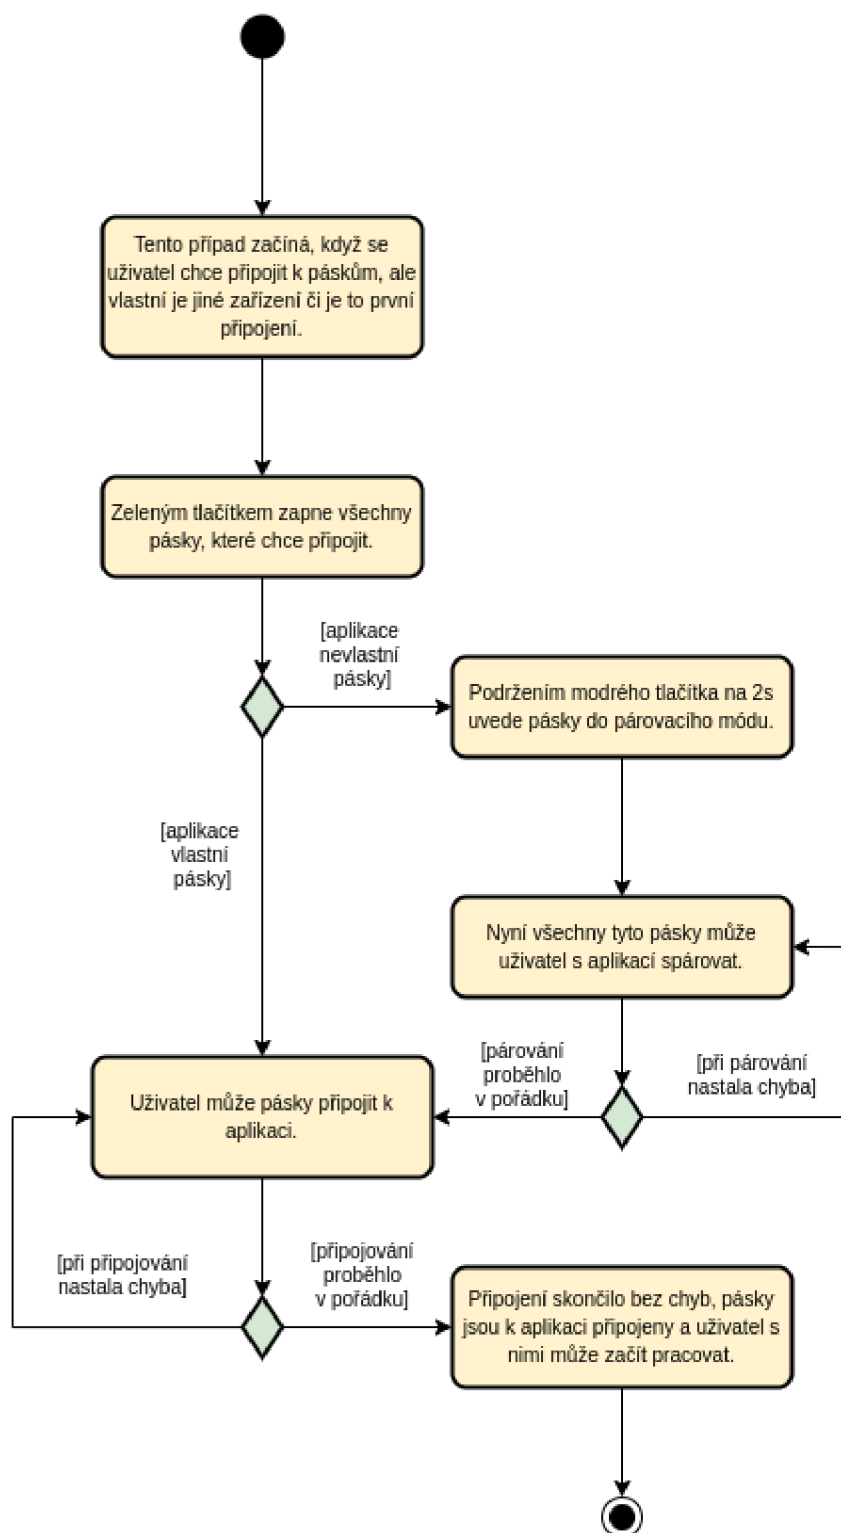 Tento případ začíná, když se
uživatel chce připojit k páskům, ale
vlastní je jiné zařízení či je to první
připojení.
Zeleným tlačítkem zapne všechny
pásky, které chce připojit.
[aplikace
nevlastní
pásky]
Podržením modrého tlačítka na 2s
uvede pásky do párovacího módu.
[aplikace
vlastní
pásky]
Nyní všechny tyto pásky může
uživatel s aplikací spárovat.
[párování
proběhlo
v pořádku]
[při párování
nastala chyba]
Uživatel může pásky připojit k
aplikaci.
[při připojování
nastala chyba]
[připojování
proběhlo
v pořádku]
Připojení skončilo bez chyb, pásky
jsou k aplikaci připojeny a uživatel s
nimi může začít pracovat.